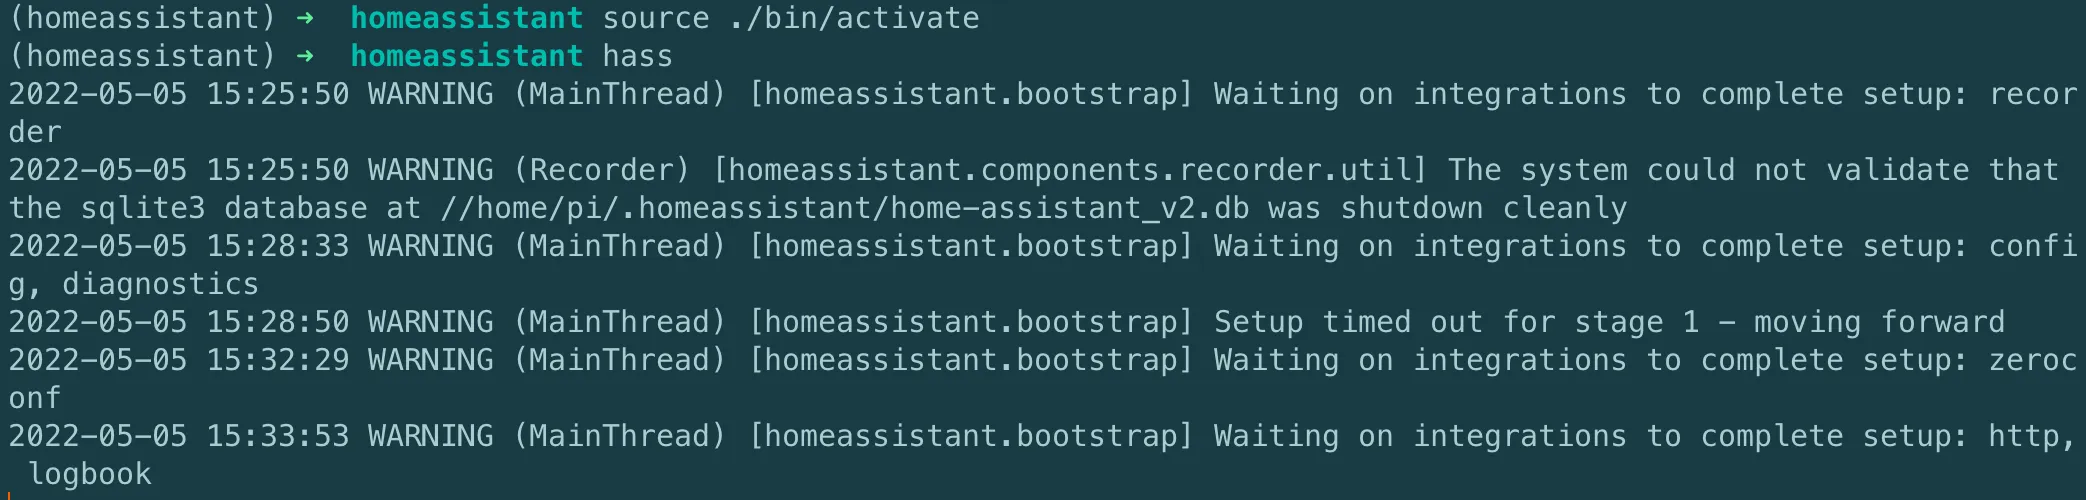 (homeassistant) ➜  homeassistant source ./bin/activate
(homeassistant) ➜  homeassistant hass
2022-05-05 15:25:50 WARNING (MainThread) [homeassistant.bootstrap] Waiting on integrations to complete setup: recor
der
2022-05-05 15:25:50 WARNING (Recorder) [homeassistant.components.recorder.util] The system could not validate that
the sqlite3 database at //home/pi/.homeassistant/home-assistant_v2.db was shutdown cleanly
2022-05-05 15:28:33 WARNING (MainThread) [homeassistant.bootstrap] Waiting on integrations to complete setup: confi
g, diagnostics
2022-05-05 15:28:50 WARNING (MainThread) [homeassistant.bootstrap] Setup timed out for stage 1 - moving forward
2022-05-05 15:32:29 WARNING (MainThread) [homeassistant.bootstrap] Waiting on integrations to complete setup: zeroc
onf
2022-05-05 15:33:53 WARNING (MainThread) [homeassistant.bootstrap] Waiting on integrations to complete setup: http,
 logbook